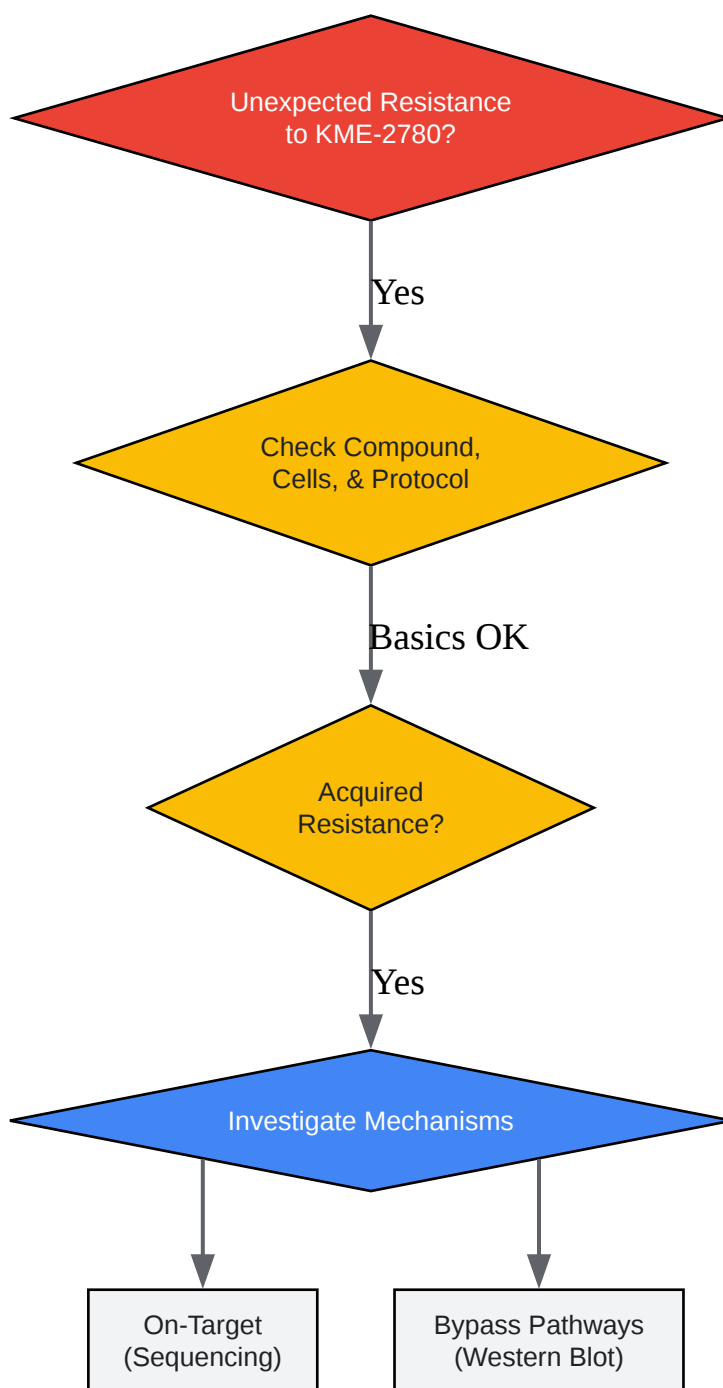 Unexpected Resistance
to KME-2780?
Yes
Check Compound,
Cells, & Protocol
Basics OK
Acquired
Resistance?
Yes
Investigate Mechanisms
On-Target
(Sequencing)
Bypass Pathways
(Western Blot)